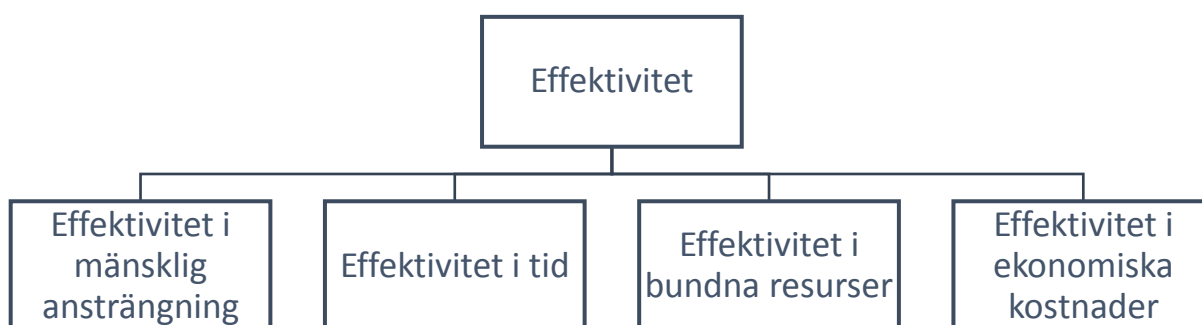 Effektivitet
Effektivitet i
mänsklig
ansträngning
Effektivitet i tid
Effektivitet i
bundna resurser
Effektivitet i
ekonomiska
kostnader